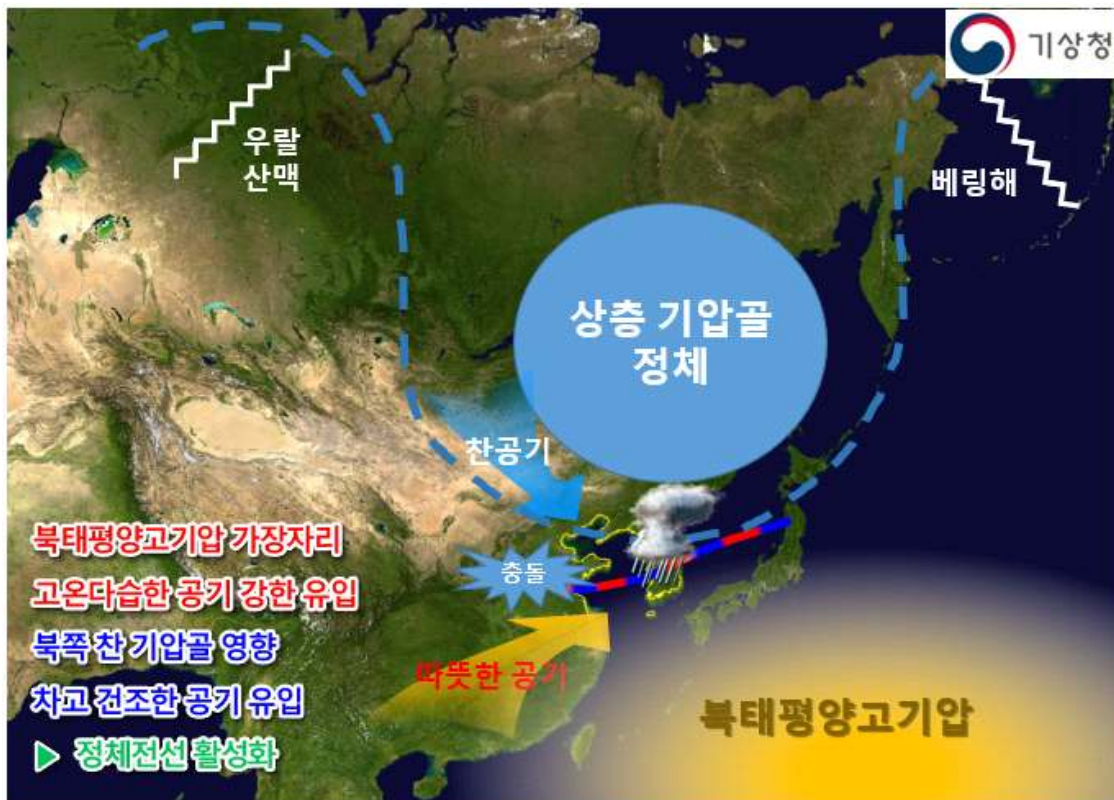 기상청
우랄
산맥
베링해
상층 기압골
정체
찬공기
충돌
따뜻한 공기
북태평양고기압
북태평양고기압 가장자리
고온다습한 공기 강한 유입
북쪽 찬 기압골 영향
차고 건조한 공기 유입
▶ 정체전선 활성화